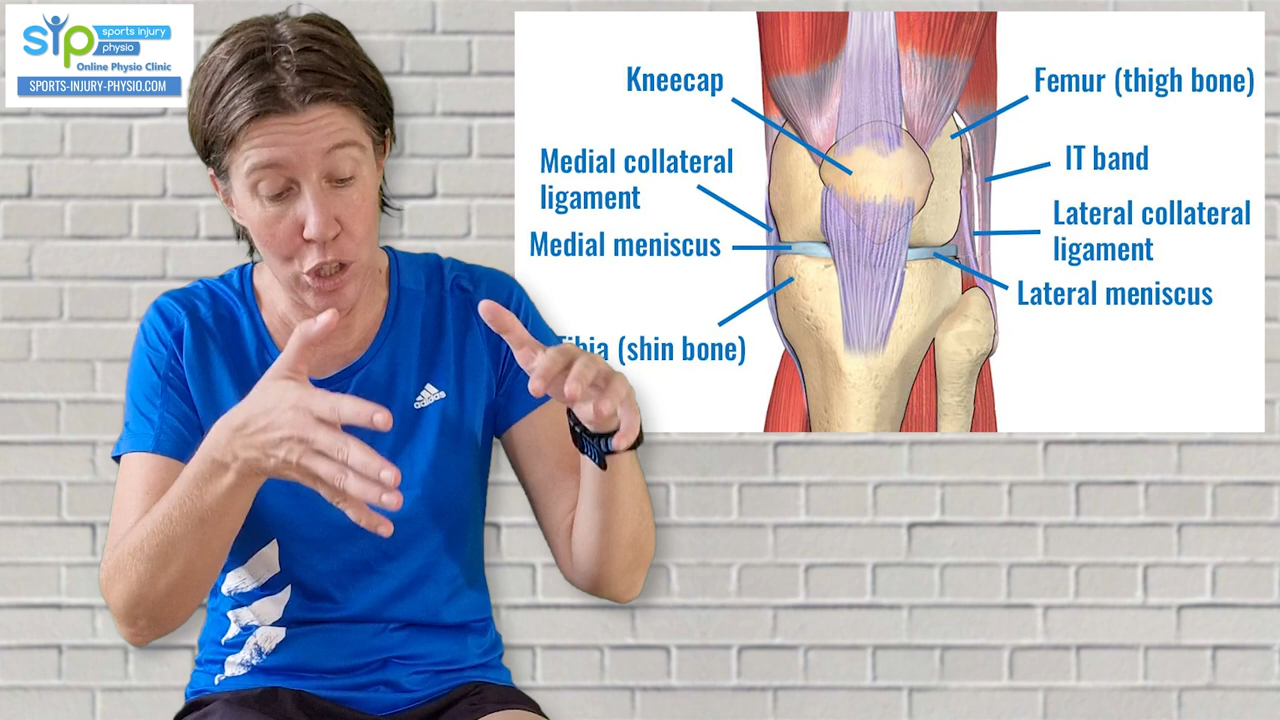 sip
sports injury
physio
Online Physio Clinic
SPORTS-INJURY-PHYSIO.COM
adidas
Kneecap
Femur (thigh bone)
Medial collateral
ligament
IT band
Lateral collateral
ligament
Medial meniscus
Lateral meniscus
Tibia (shin bone)